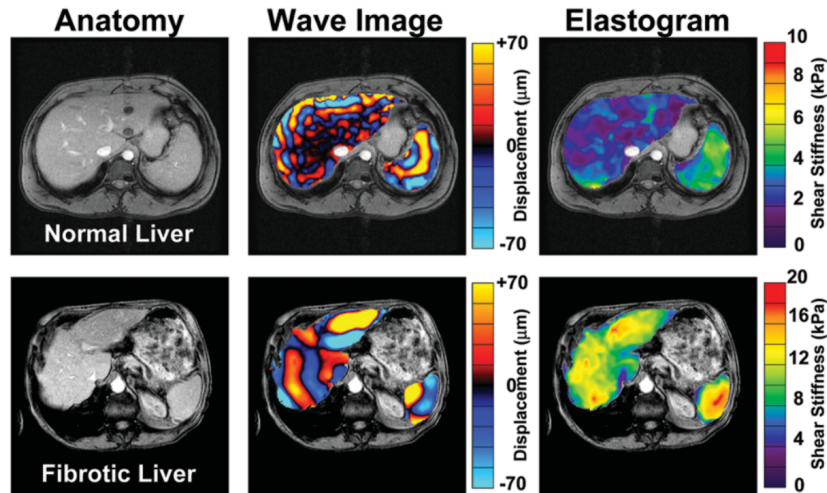 Anatomy
Wave Image
Elastogram
Normal Liver
+70
0
-70
Displacement (μm)
10
8
6
4
2
0
Shear Stiffness (kPa)
Fibrotic Liver
+70
0
-70
Displacement (μm)
20
16
12
8
4
0
Shear Stiffness (kPa)